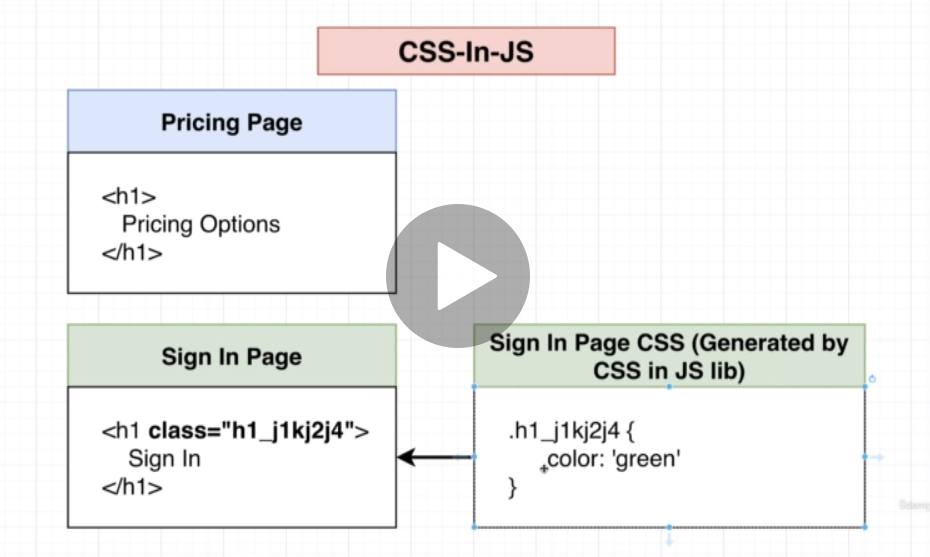 CSS-In-JS
Pricing Page
<h1>
Pricing Options
</h1>
Sign In Page
<h1 class="h1_j1kj2j4">
Sign In
</h1>
Sign In Page CSS (Generated by
CSS in JS lib)
.h1_j1kj2j4 {
color: 'green'
}